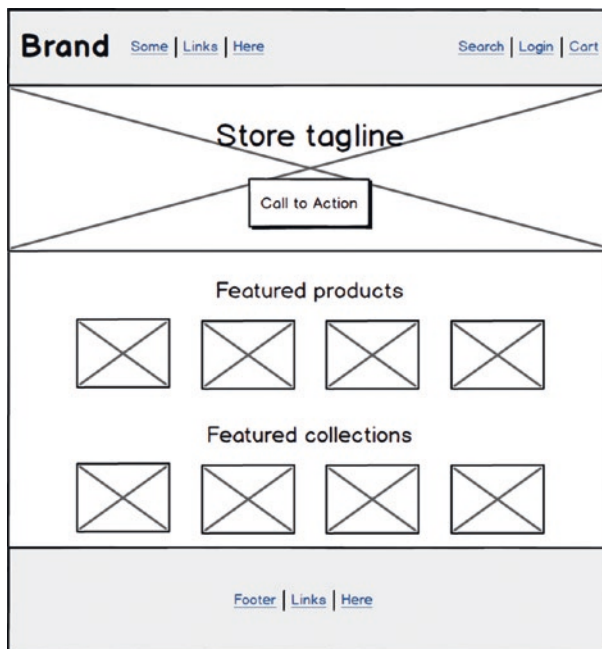 Brand Some | Links | Here Search | Login | Cart
Store tagline
Call to Action
Featured products
Featured collections
Footer | Links | Here